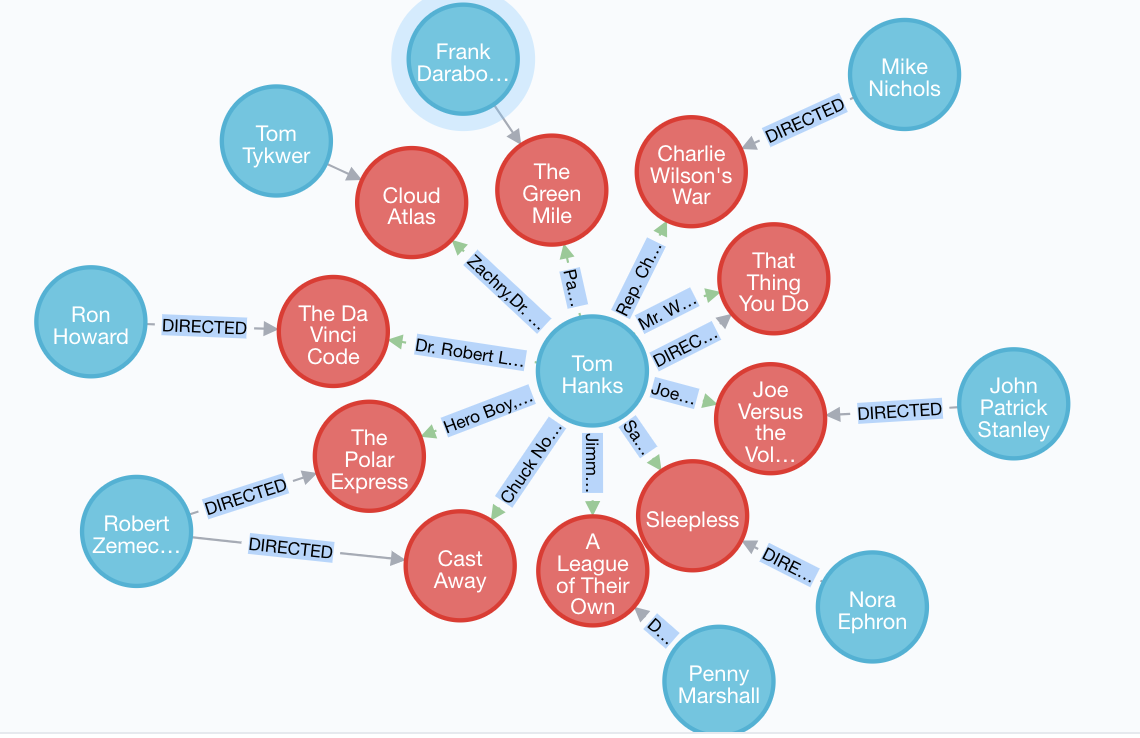 Frank
Darabo…
Mike
Nichols
DIRECTED
Tom
Tykwer
Cloud
Atlas
The
Green
Mile
Charlie
Wilson's
War
Zachry,Dr. …
Pa…
Rep. Ch…
Mr. W…
That
Thing
You Do
DIREC…
Ron
Howard
DIRECTED
The Da
Vinci
Code
Dr. Robert L…
Tom
Hanks
Joe…
Joe
Versus
the
Vol…
DIRECTED
John
Patrick
Stanley
Hero Boy,…
The
Polar
Express
Chuck No…
Jimm…
Sa…
Robert
Zemec…
DIRECTED
DIRECTED
Cast
Away
A
League
of Their
Own
Sleepless
DIRE…
Nora
Ephron
D…
Penny
Marshall